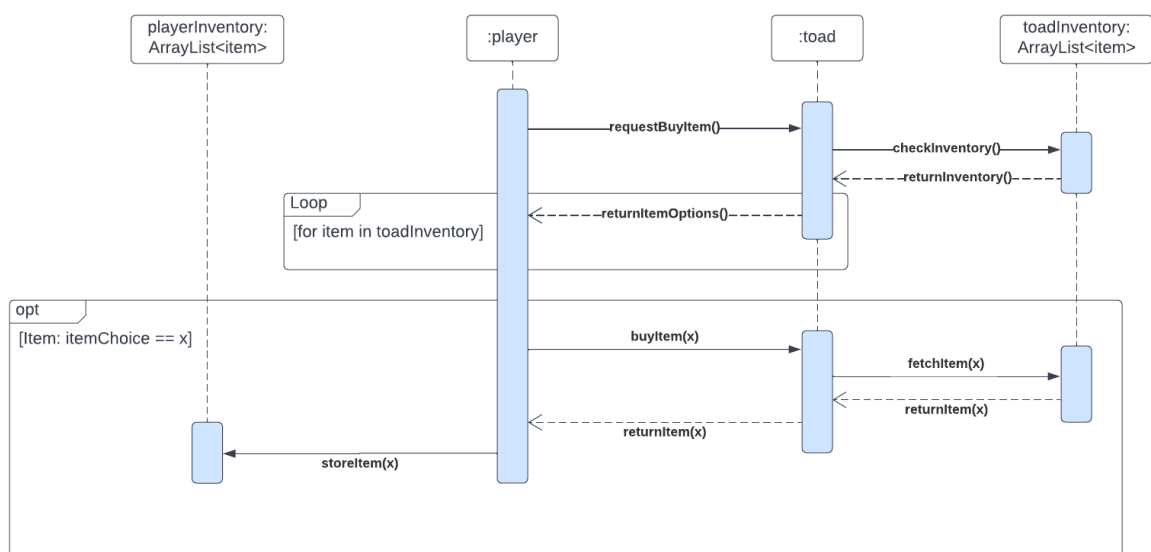 playerInventory:
ArrayList<item>
:player
:toad
toadInventory:
ArrayList<item>
requestBuyItem()
checkInventory()
returnInventory()
Loop
returnItemOptions()
[for item in toadInventory]
opt
[Item: itemChoice == x]
buyItem(x)
fetchItem(x)
returnItem(x)
returnItem(x)
storeItem(x)